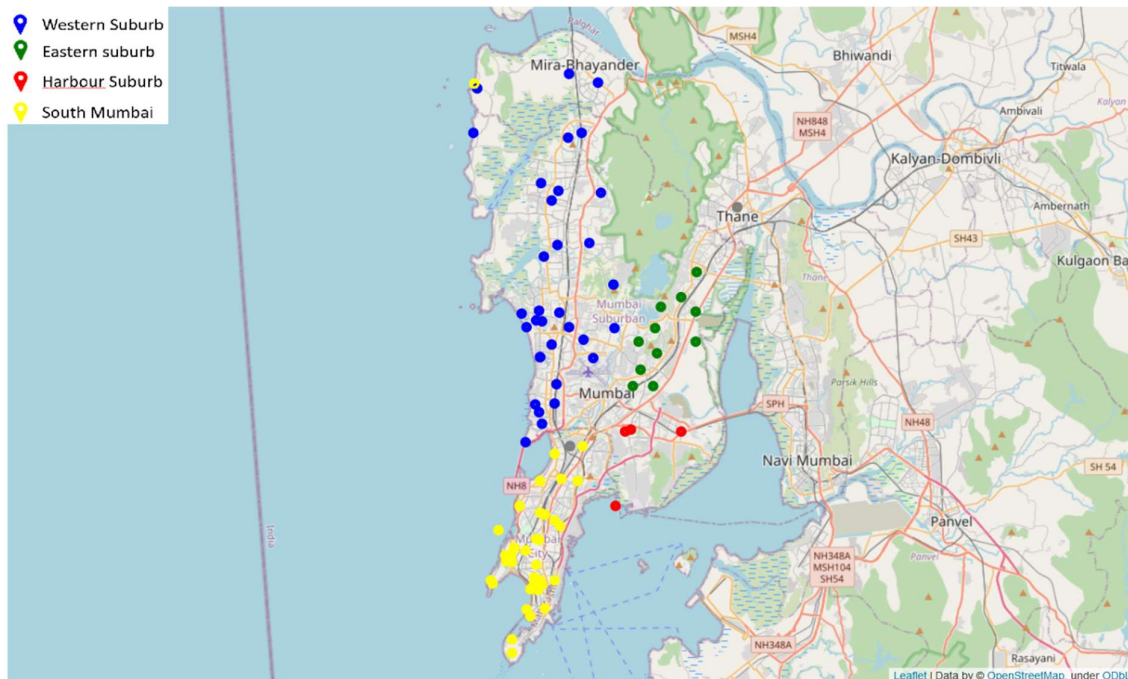 Western Suburb
Eastern suburb
Harbour Suburb
South Mumbai
Palghar
MSH4
Bhiwandi
Titwala
Mira-Bhayander
Ambivali
NH848
MSH4
Kalyan
Kalyan-Dombivli
Thane
Ambernath
SH43
Kulgaon Ba
Thane
Mumbai
Suburban
Parsik Hills
Mumbai
SPH
NH48
Navi Mumbai
SH 54
NH8
Panvel
India
Mumbai
City
NH348A
MSH104
SH54
Panvel
NH348A
Rasayani
Leaflet | Data by © OpenStreetMap, under ODbL